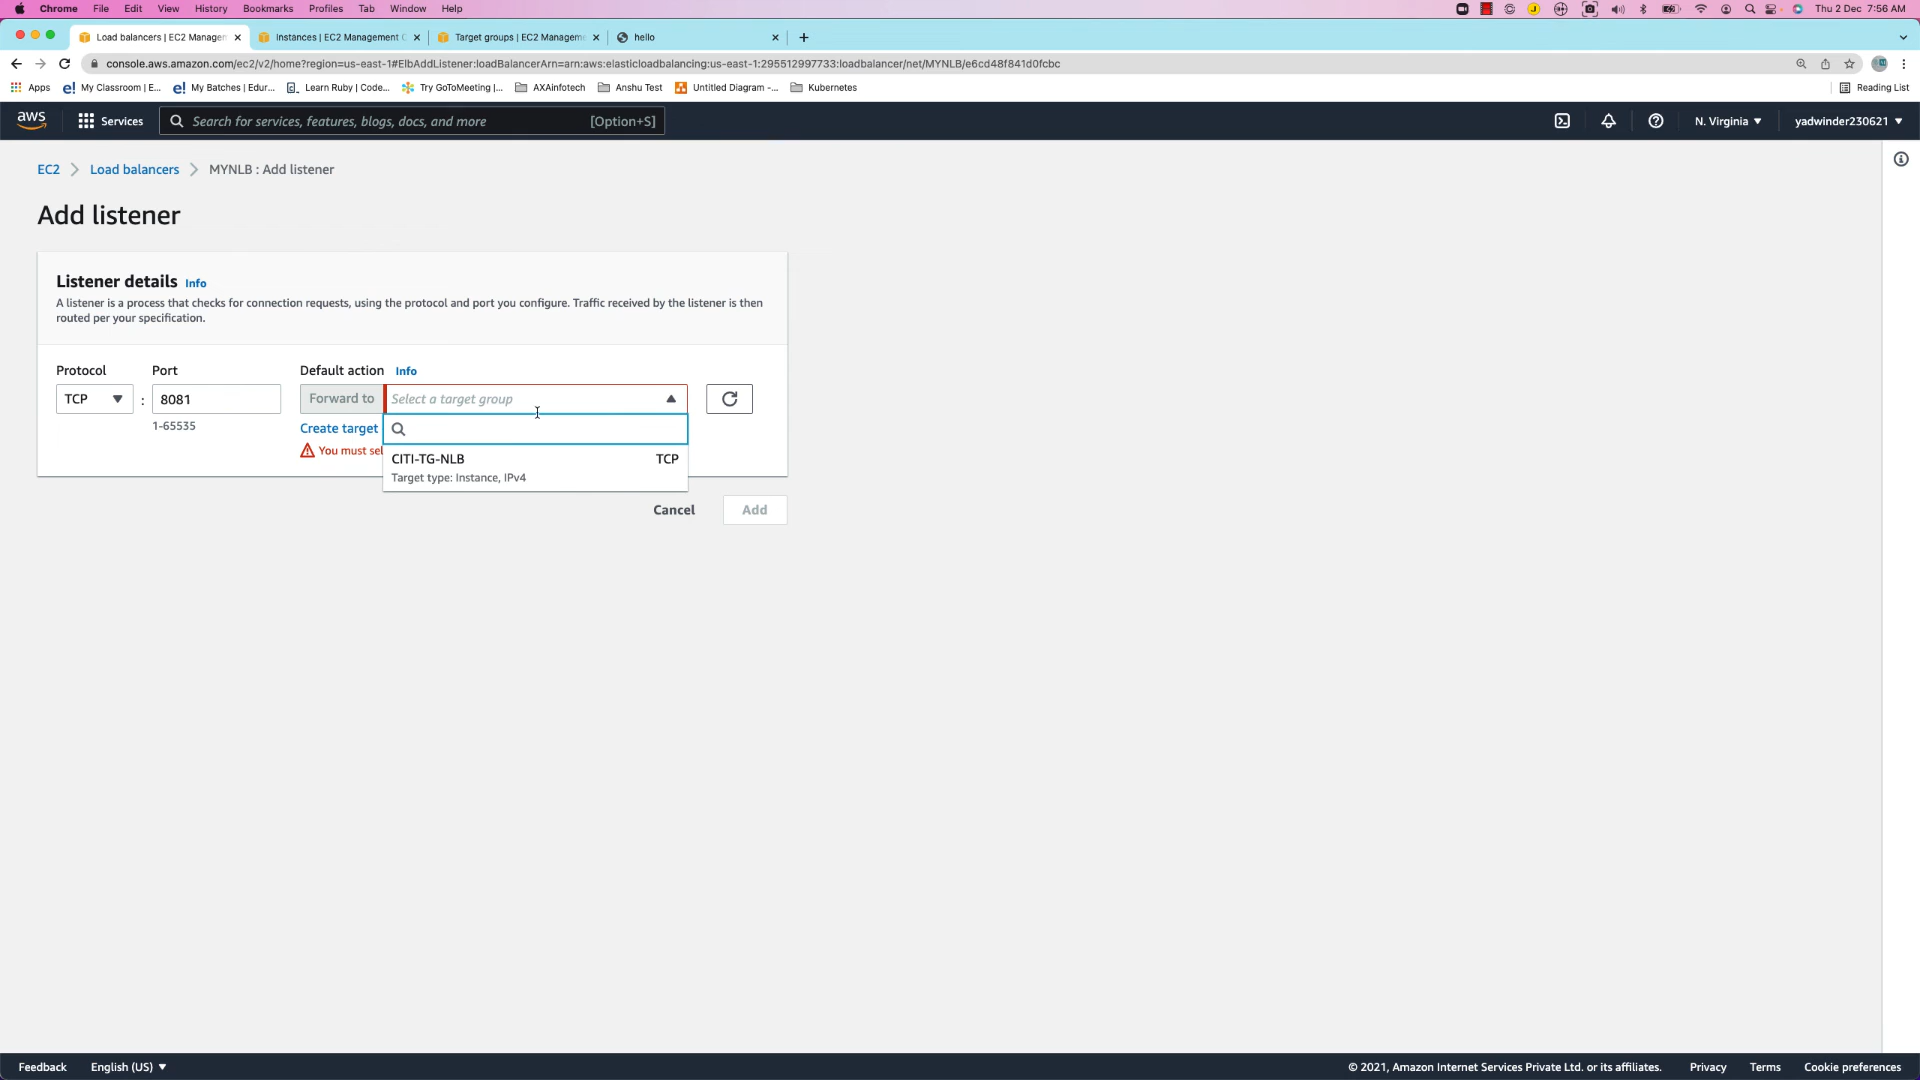 Chrome File Edit View History Bookmarks Profiles Tab Window Help Thu 2 Dec 7:56 AM
Load balancers | EC2 Managem Instances | EC2 Management C Target groups | EC2 Manageme hello
console.aws.amazon.com/ec2/v2/home?region=us-east-1#ElbAddListener:loadBalancerArn=arn:aws:elasticloadbalancing:us-east-1:295512997733:loadbalancer/net/MYNLB/e6cd48f841d0fcbc
Apps My Classroom | E... My Batches | Edur... Learn Ruby | Code... Try GoToMeeting |... AXAinfotech Anshu Test Untitled Diagram -... Kubernetes Reading List
aws Services Search for services, features, blogs, docs, and more [Option+S] N. Virginia yadwinder230621
EC2 Load balancers MYNLB : Add listener
Add listener
Listener details Info
A listener is a process that checks for connection requests, using the protocol and port you configure. Traffic received by the listener is then
routed per your specification.
Protocol Port Default action Info
TCP : 8081 Forward to Select a target group
1-65535 Create target
You must sel
CITI-TG-NLB TCP
Target type: Instance, IPv4
Cancel Add
Feedback English (US) © 2021, Amazon Internet Services Private Ltd. or its affiliates. Privacy Terms Cookie preferences